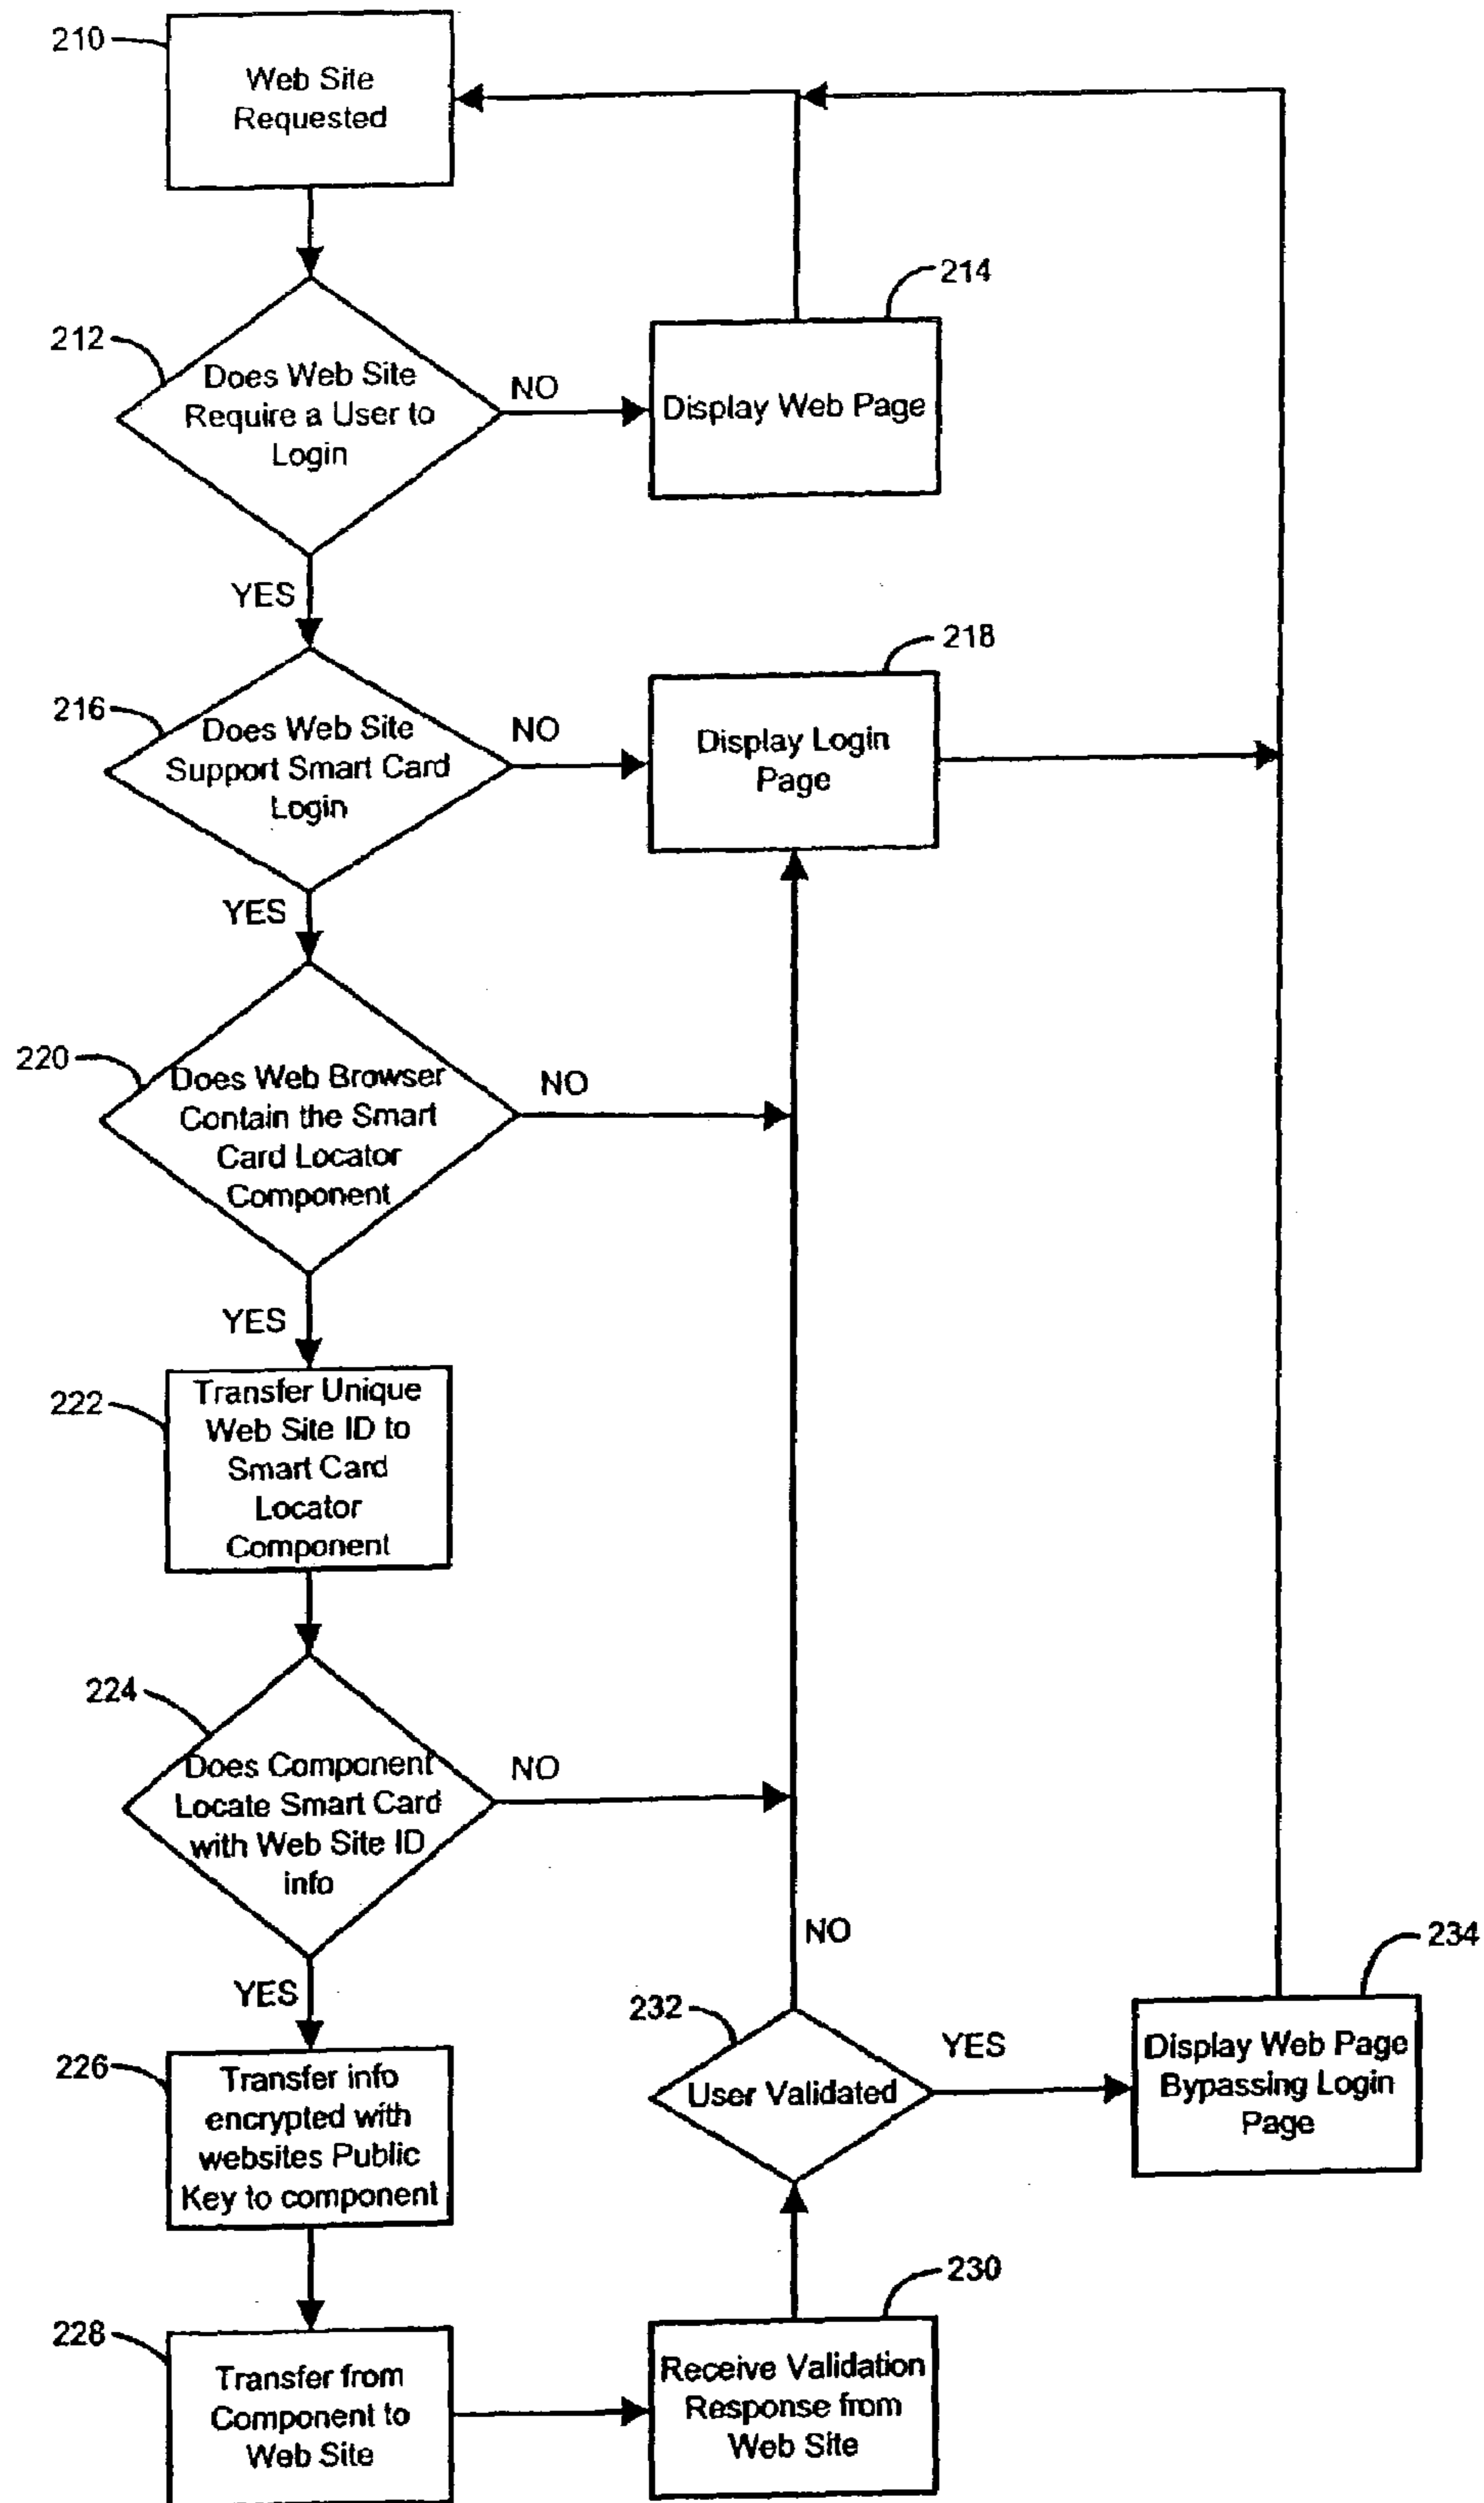 210
Web Site
Requested
212
Does Web Site
Require a User to
Login
NO
214
Display Web Page
YES
216
Does Web Site
Support Smart Card
Login
NO
218
Display Login
Page
YES
220
Does Web Browser
Contain the Smart
Card Locator
Component
NO
YES
222
Transfer Unique
Web Site ID to
Smart Card
Locator
Component
224
Does Component
Locate Smart Card
with Web Site ID
info
NO
YES
226
Transfer info
encrypted with
websites Public
Key to component
228
Transfer from
Component to
Web Site
230
Receive Validation
Response from
Web Site
232
User Validated
NO
YES
234
Display Web Page
Bypassing Login
Page